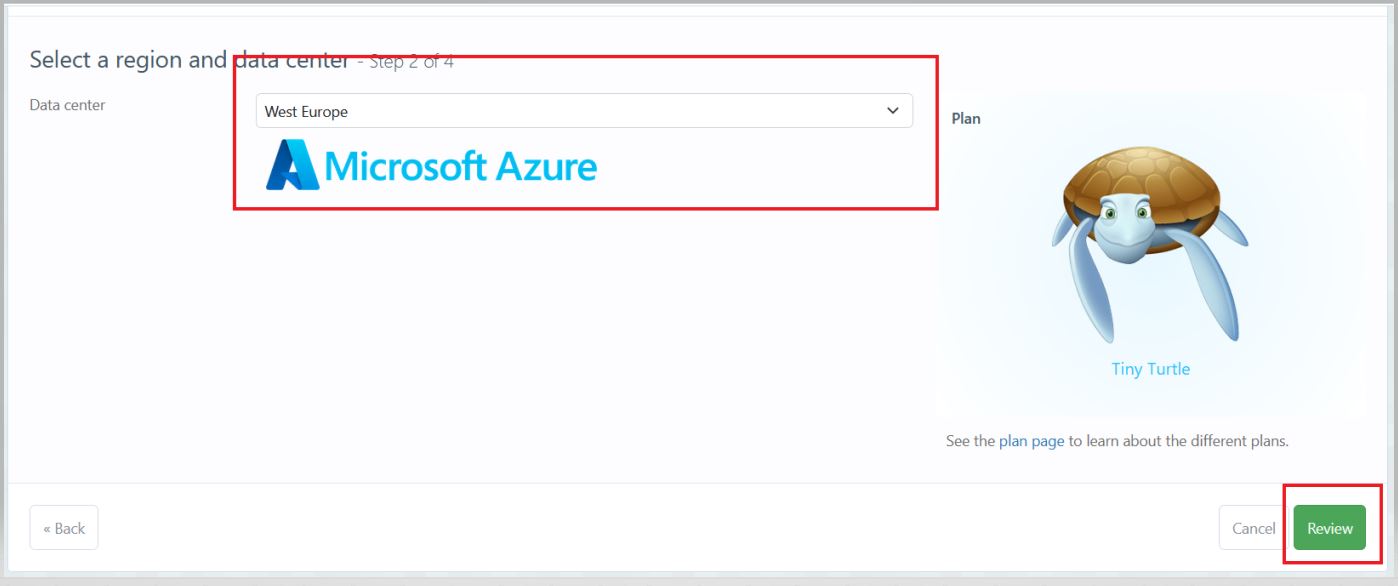 Select a region and data center - Step 2 of 4
Data center
West Europe
Microsoft Azure
Plan
Tiny Turtle
See the plan page to learn about the different plans.
« Back
Cancel
Review